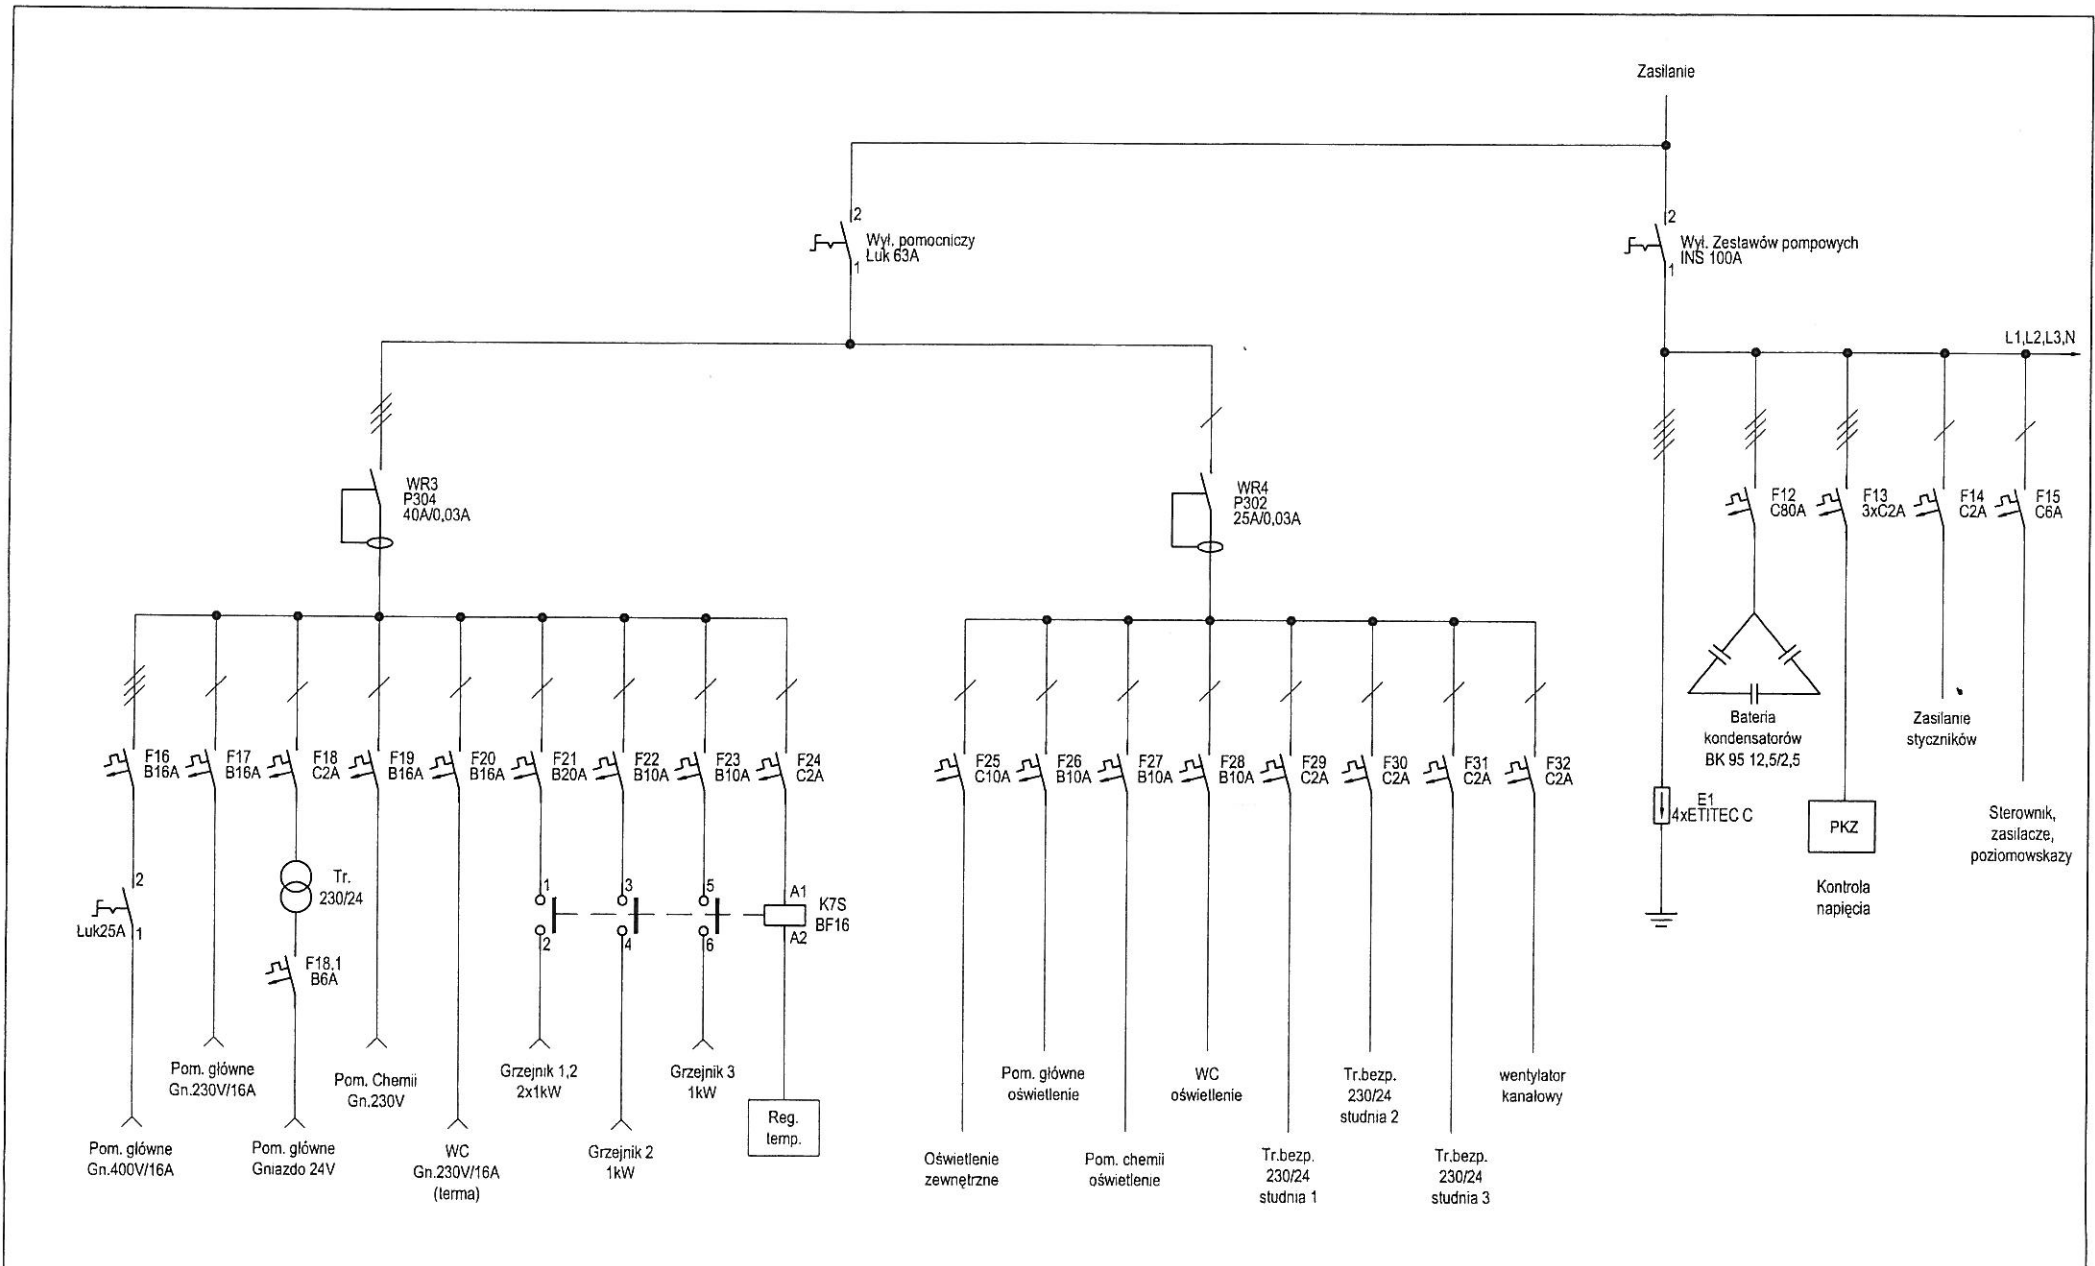 Zasilanie
2
Wył. pomocniczy
Łuk 63A
1
2
Wył. Zestawów pompowych
INS 100A
1
L1,L2,L3,N
WR3
P304
40A/0,03A
WR4
P302
25A/0,03A
F12
C80A
F13
3xC2A
F14
C2A
F15
C6A
F16
B16A
F17
B16A
F18
C2A
F19
B16A
F20
B16A
F21
B20A
F22
B10A
F23
B10A
F24
C2A
F25
C10A
F26
B10A
F27
B10A
F28
B10A
F29
C2A
F30
C2A
F31
C2A
F32
C2A
Bateria
kondensatorów
BK 95 12,5/2,5
Zasilanie
styczników
E1
4xETITEC C
PKZ
Kontrola
napięcia
Sterownik,
zasilacze,
poziomowskazy
2
Łuk25A
1
Tr.
230/24
F18,1
B6A
1
2
3
4
5
6
A1
A2
K7S
BF16
Pom. główne
Gn.400V/16A
Pom. główne
Gn.230V/16A
Pom. główne
Gniazdo 24V
Pom. Chemii
Gn.230V
WC
Gn.230V/16A
(terma)
Grzejnik 1,2
2x1kW
Grzejnik 2
1kW
Grzejnik 3
1kW
Reg.
temp.
Oświetlenie
zewnętrzne
Pom. główne
oświetlenie
Pom. chemii
oświetlenie
WC
oświetlenie
Tr.bezp.
230/24
studnia 1
Tr.bezp.
230/24
studnia 2
Tr.bezp.
230/24
studnia 3
wentylator
kanałowy